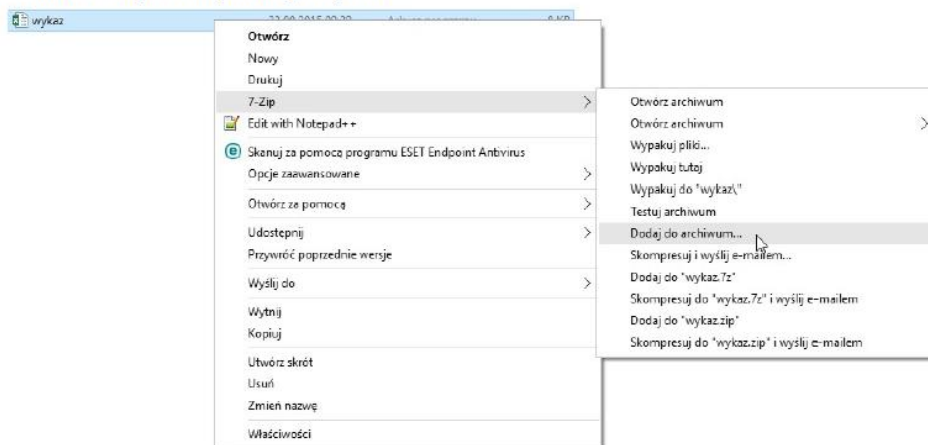 wykaz
Otwórz
Nowy
Drukuj
7-Zip
Edit with Notepad++
Skanuj za pomocą programu ESET Endpoint Antivirus
Opcje zaawansowane
Otwórz za pomocą
Udostępnij
Przywróć poprzednie wersje
Wyślij do
Wytnij
Kopiuj
Utwórz skrót
Usuń
Zmień nazwę
Właściwości
Otwórz archiwum
Otwórz archiwum
Wypakuj pliki...
Wypakuj tutaj
Wypakuj do "wykaz\"
Testuj archiwum
Dodaj do archiwum...
Skompresuj i wyślij e-mailem...
Dodaj do "wykaz.7z"
Skompresuj do "wykaz.7z" i wyślij e-mailem
Dodaj do "wykaz.zip"
Skompresuj do "wykaz.zip" i wyślij e-mailem